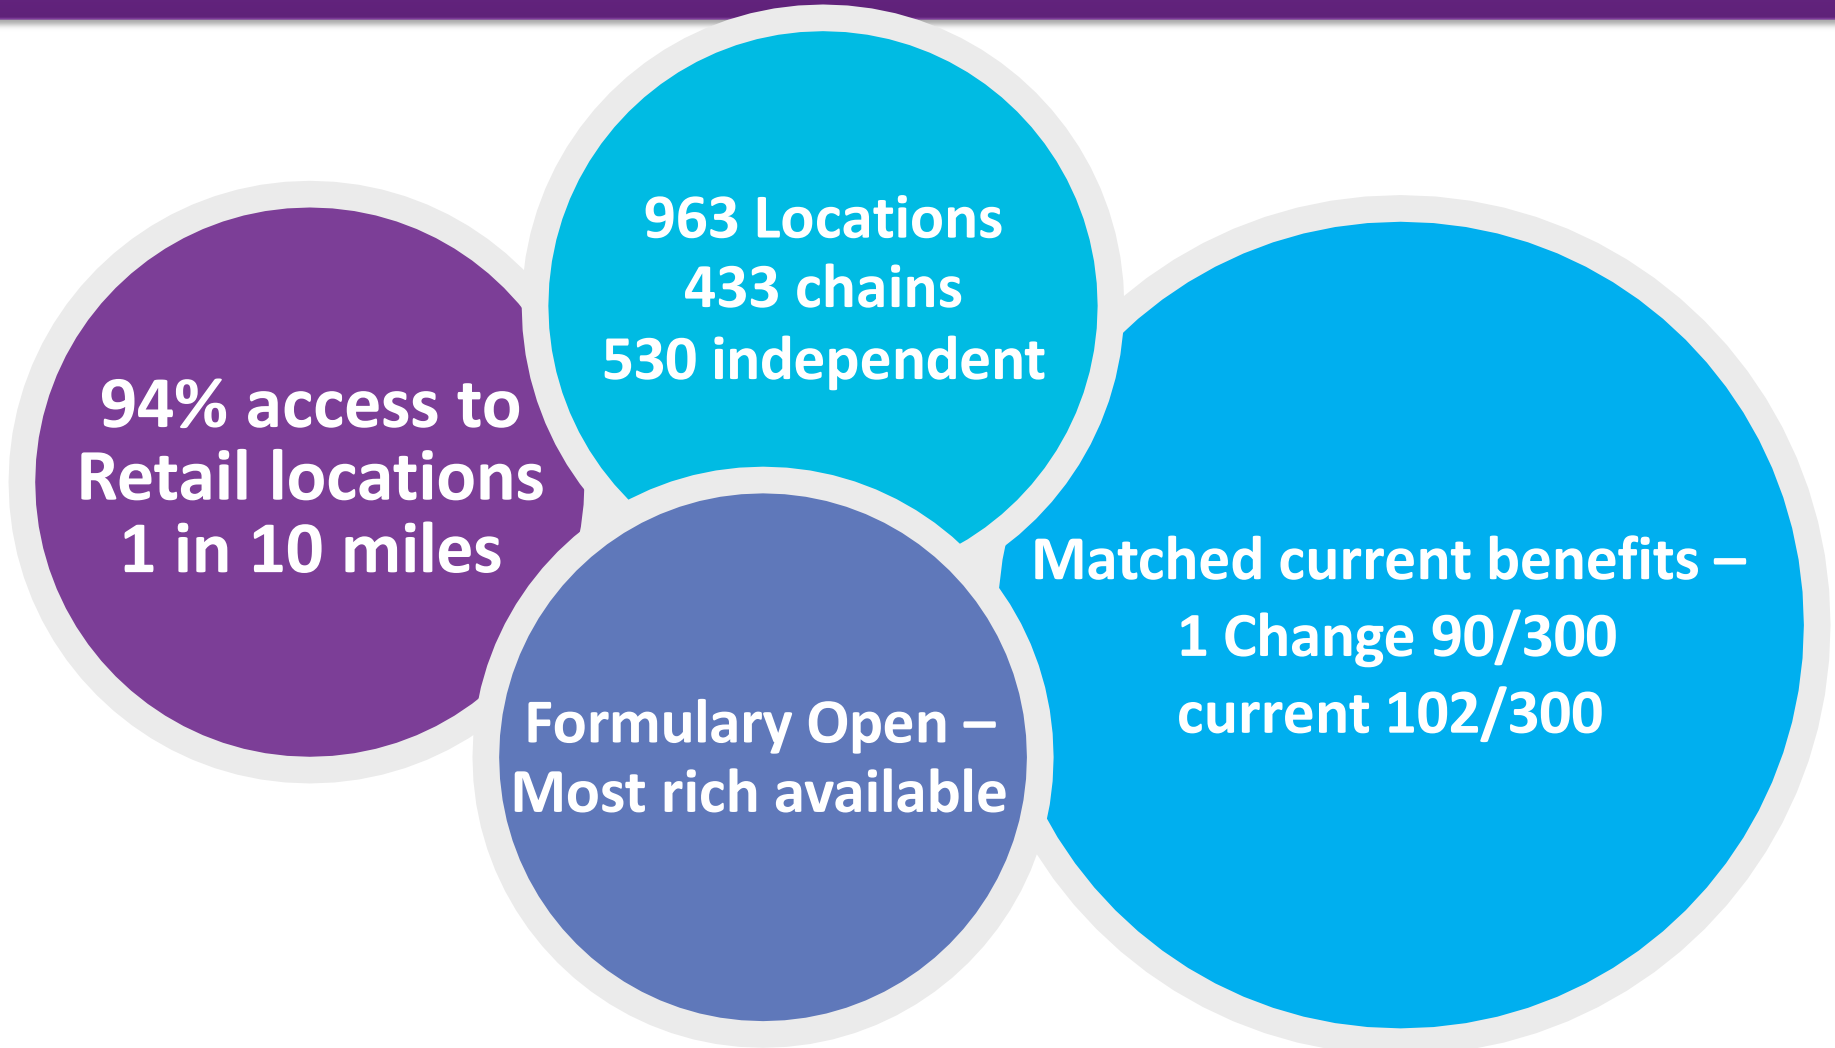 963 Locations
433 chains
530 independent
94% access to
Retail locations
1 in 10 miles
Matched current benefits –
1 Change 90/300
current 102/300
Formulary Open –
Most rich available